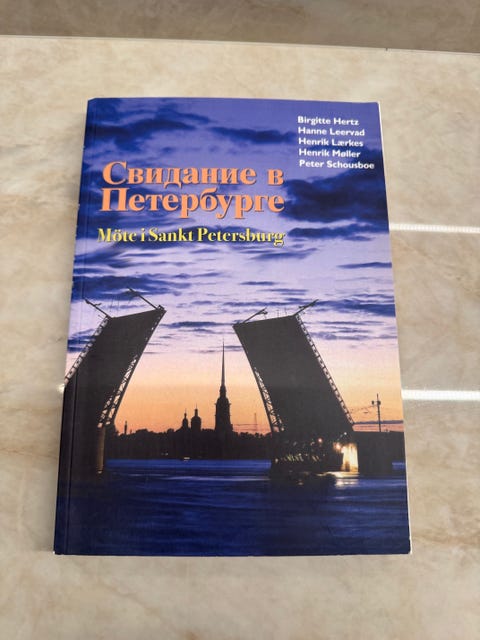 Birgitte Hertz
Hanne Leervad
Henrik Lærkes
Henrik Møller
Peter Schousboe
Свидание в
Петербурге
Möte i Sankt Petersburg